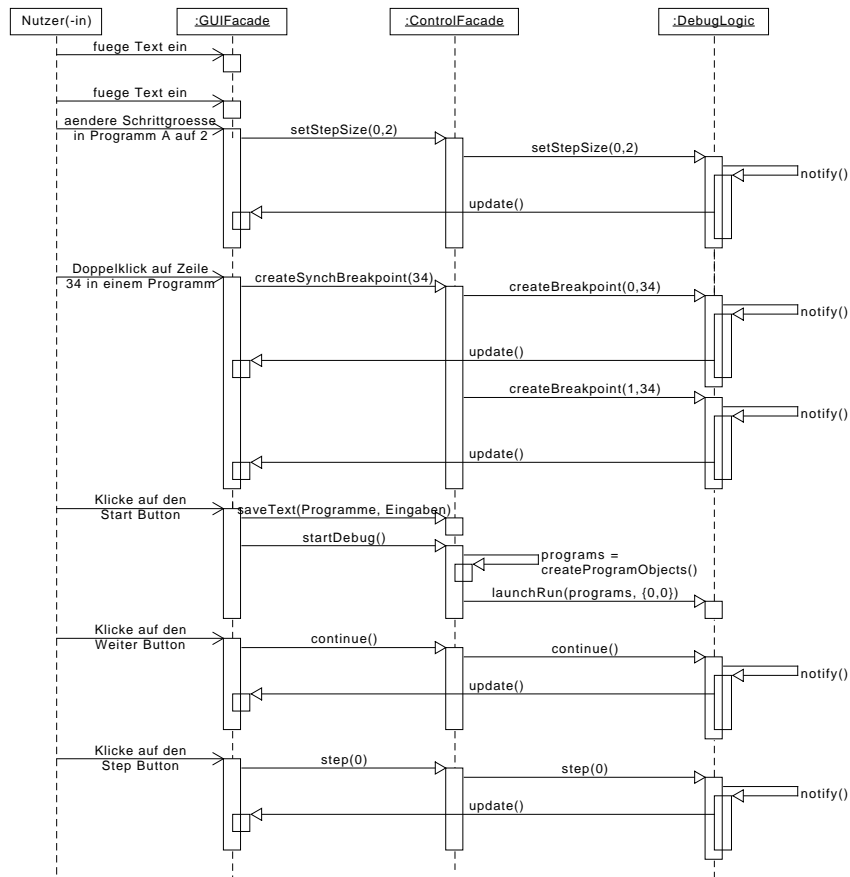 Nutzer(-in)
:GUIFacade
:ControlFacade
:DebugLogic
fuege Text ein
fuege Text ein
aendere Schrittgroesse
in Programm A auf 2
setStepSize(0,2)
setStepSize(0,2)
notify()
update()
Doppelklick auf Zeile
34 in einem Programm
createSynchBreakpoint(34)
createBreakpoint(0,34)
notify()
update()
createBreakpoint(1,34)
notify()
update()
Klicke auf den
Start Button
saveText(Programme, Eingaben)
startDebug()
programs =
createProgramObjects()
launchRun(programs, {0,0})
Klicke auf den
Weiter Button
continue()
continue()
notify()
update()
Klicke auf den
Step Button
step(0)
step(0)
notify()
update()